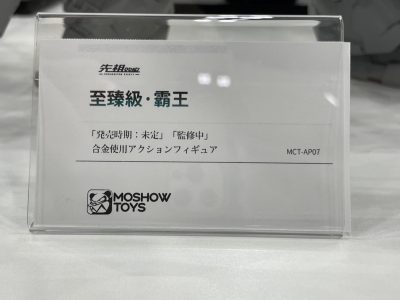 先祖
至臻級・霸王
「発売時期：未定」「監修中」
合金使用アクションフィギュア
MCT-AP07
MOSHOW
TOYS